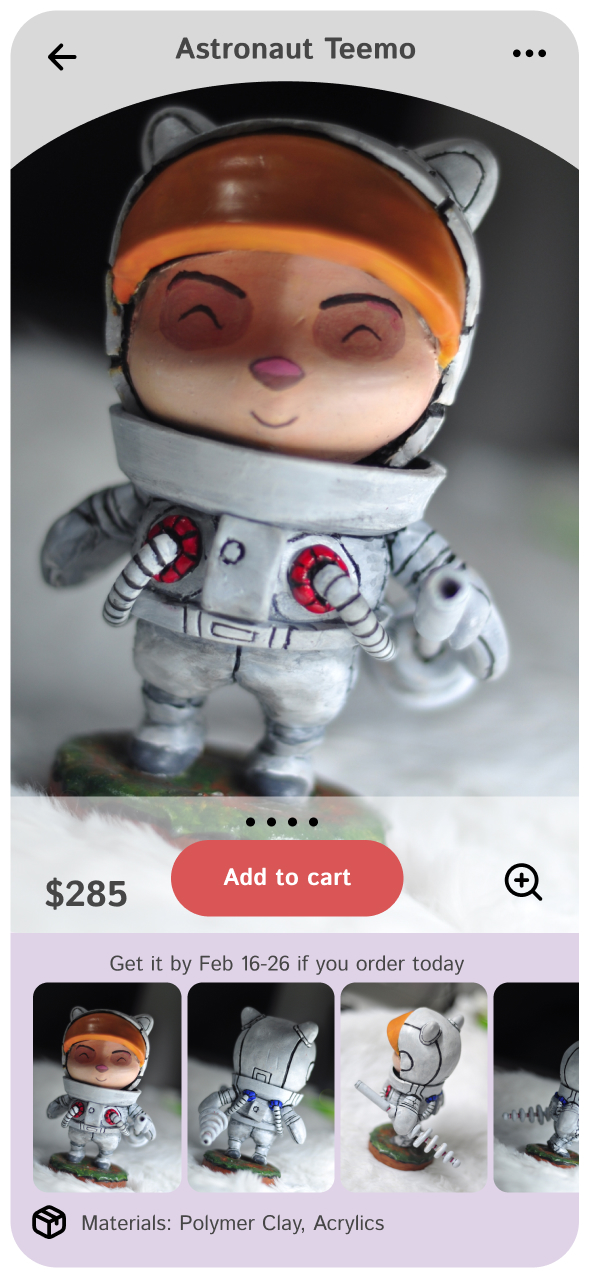 Astronaut Teemo
$285
Add to cart
Get it by Feb 16-26 if you order today
Materials: Polymer Clay, Acrylics